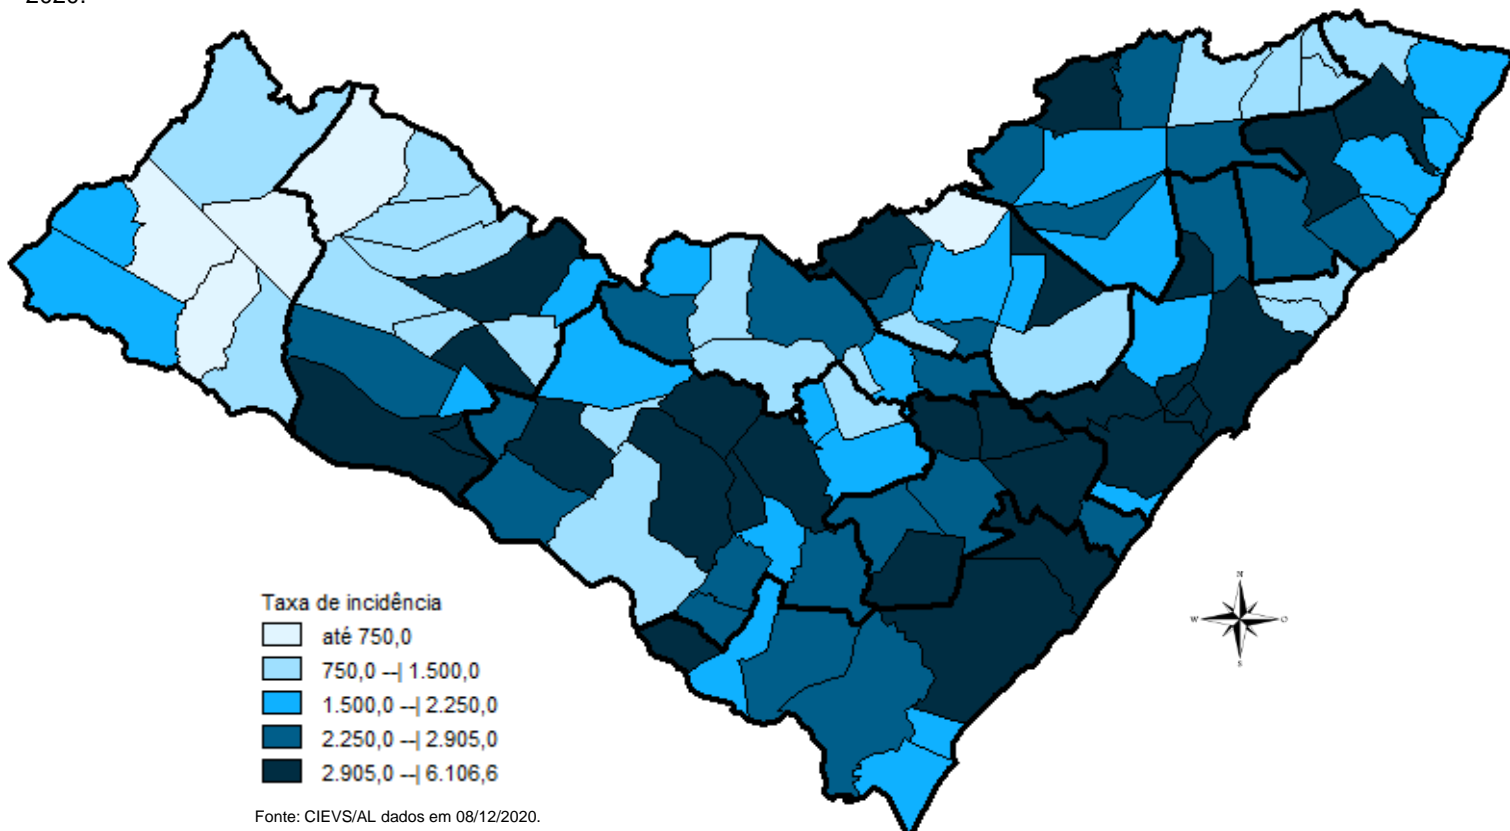 2020.
Taxa de incidência
até 750,0
750,0 --| 1.500,0
1.500,0 --| 2.250,0
2.250,0 --| 2.905,0
2.905,0 --| 6.106,6
Fonte: CIEVS/AL dados em 08/12/2020.
N
W O
S